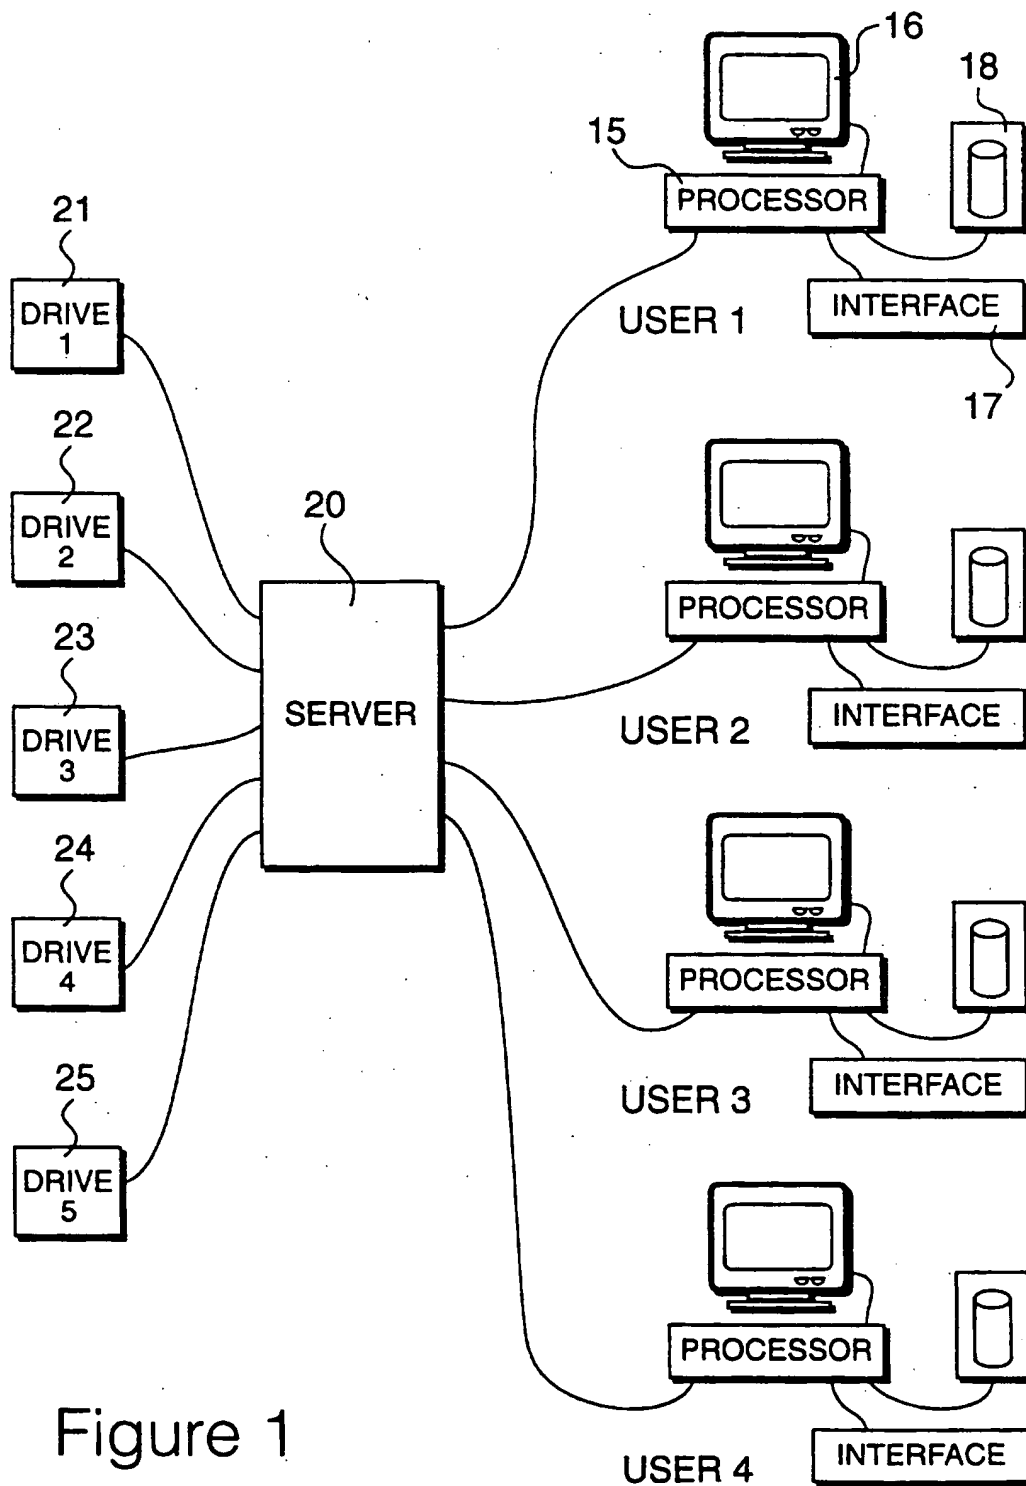 16
18
15
PROCESSOR
21
DRIVE
1
INTERFACE
USER 1
17
22
DRIVE
2
20
PROCESSOR
23
DRIVE
3
SERVER
INTERFACE
USER 2
24
DRIVE
4
PROCESSOR
INTERFACE
USER 3
25
DRIVE
5
PROCESSOR
Figure 1
INTERFACE
USER 4